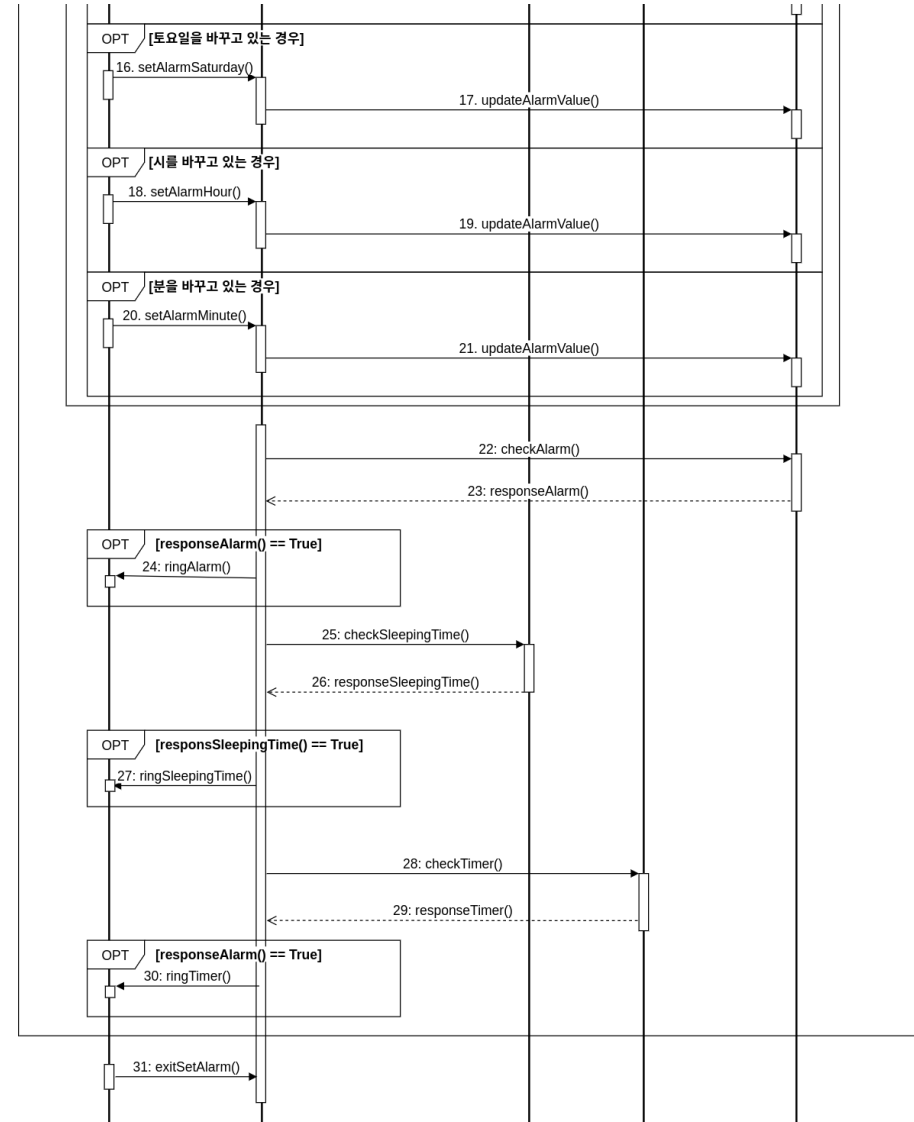 OPT [토요일을 바꾸고 있는 경우]
16. setAlarmSaturday()
17. updateAlarmValue()
OPT [시를 바꾸고 있는 경우]
18. setAlarmHour()
19. updateAlarmValue()
OPT [분을 바꾸고 있는 경우]
20. setAlarmMinute()
21. updateAlarmValue()
22: checkAlarm()
23: responseAlarm()
OPT [responseAlarm() == True]
24: ringAlarm()
25: checkSleepingTime()
26: responseSleepingTime()
OPT [responsSleepingTime() == True]
27: ringSleepingTime()
28: checkTimer()
29: responseTimer()
OPT [responseAlarm() == True]
30: ringTimer()
31: exitSetAlarm()